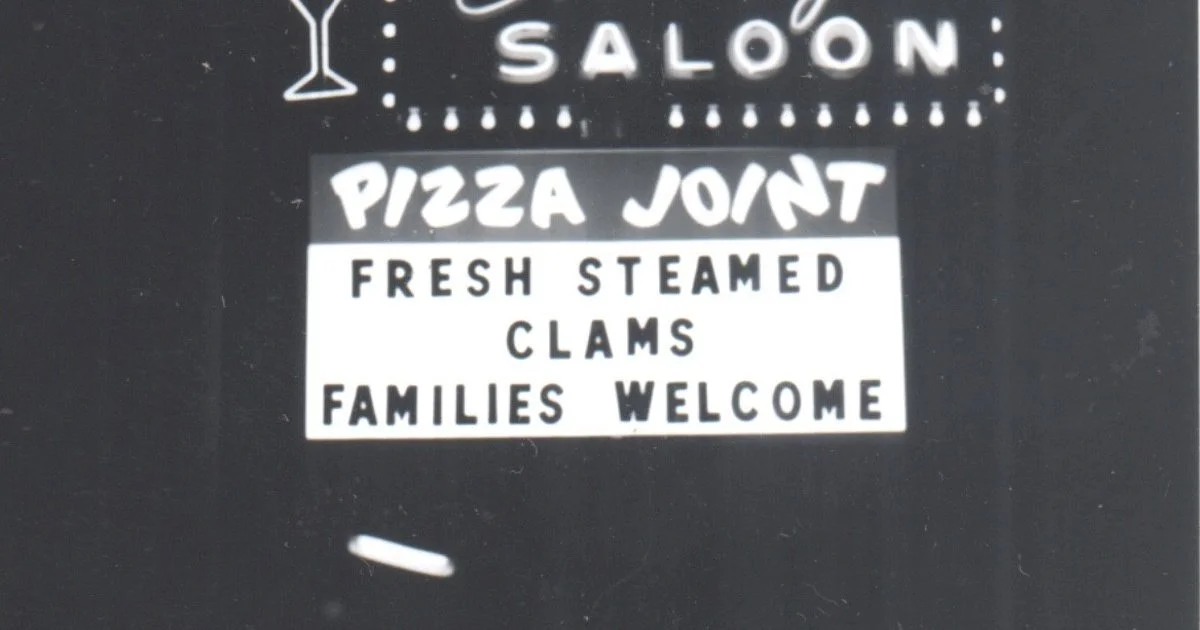 SALOON
PIZZA JOINT
FRESH STEAMED
CLAMS
FAMILIES WELCOME